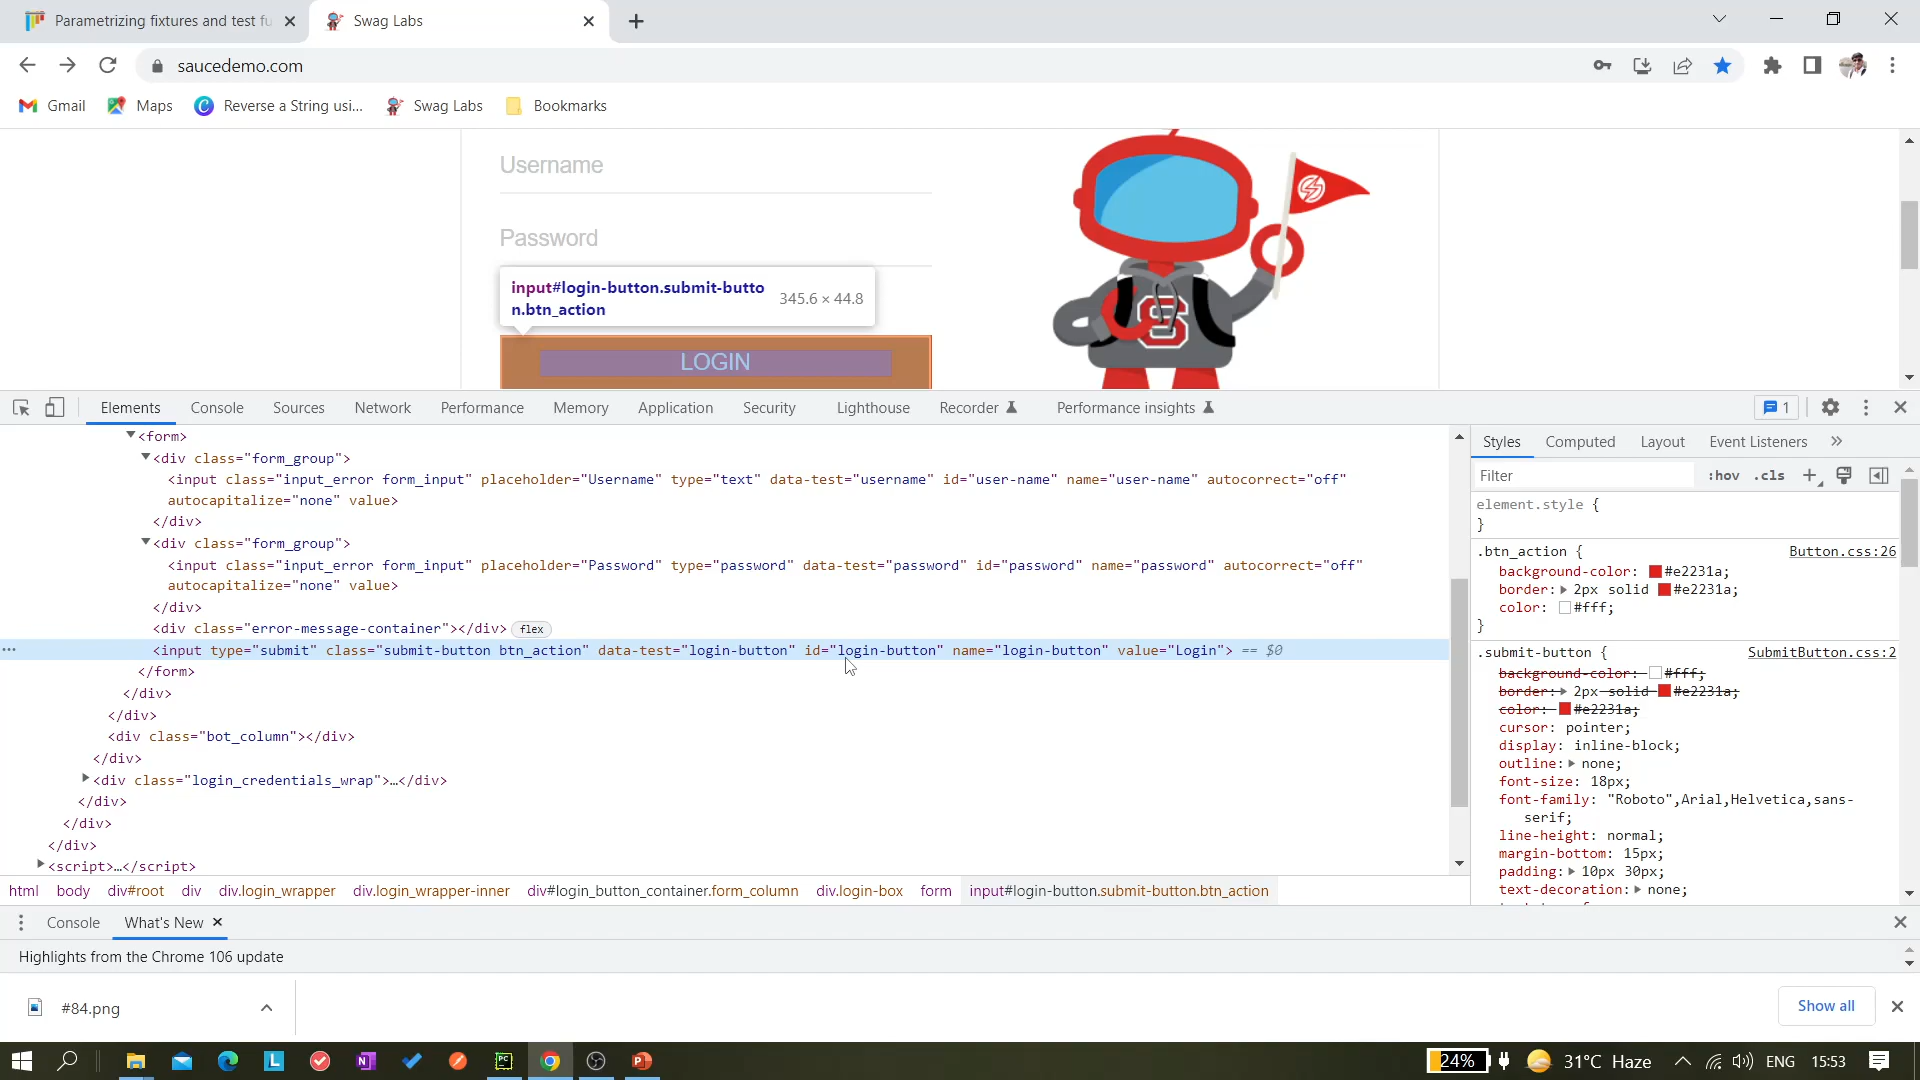 Parametrizing fixtures and test fu
Swag Labs
saucedemo.com
Gmail
Maps
Reverse a String usi...
Swag Labs
Bookmarks
Username
Password
input#login-button.submit-butto
n.btn_action
345.6 × 44.8
LOGIN
S
Elements
Console
Sources
Network
Performance
Memory
Application
Security
Lighthouse
Recorder
Performance insights
1
<form>
<div class="form_group">
<input class="input_error form_input" placeholder="Username" type="text" data-test="username" id="user-name" name="user-name" autocorrect="off"
autocapitalize="none" value>
</div>
<div class="form_group">
<input class="input_error form_input" placeholder="Password" type="password" data-test="password" id="password" name="password" autocorrect="off"
autocapitalize="none" value>
</div>
<div class="error-message-container"></div> flex
... <input type="submit" class="submit-button btn_action" data-test="login-button" id="login-button" name="login-button" value="Login"> == $0
</form>
</div>
</div>
<div class="bot_column"></div>
</div>
<div class="login_credentials_wrap">…</div>
</div>
</div>
</div>
<script>…</script>
html body div#root div div.login_wrapper div.login_wrapper-inner div#login_button_container.form_column div.login-box form input#login-button.submit-button.btn_action
Styles
Computed
Layout
Event Listeners
»
Filter
:hov .cls +
element.style {
}
.btn_action { Button.css:26
background-color: #e2231a;
border: 2px solid #e2231a;
color: #fff;
}
.submit-button { SubmitButton.css:2
background-color: #fff;
border: 2px solid #e2231a;
color: #e2231a;
cursor: pointer;
display: inline-block;
outline: none;
font-size: 18px;
font-family: "Roboto",Arial,Helvetica,sans-
serif;
line-height: normal;
margin-bottom: 15px;
padding: 10px 30px;
text-decoration: none;
Console
What's New
Highlights from the Chrome 106 update
#84.png
Show all
L
N
PC
P
24%
31°C Haze
ENG
15:53